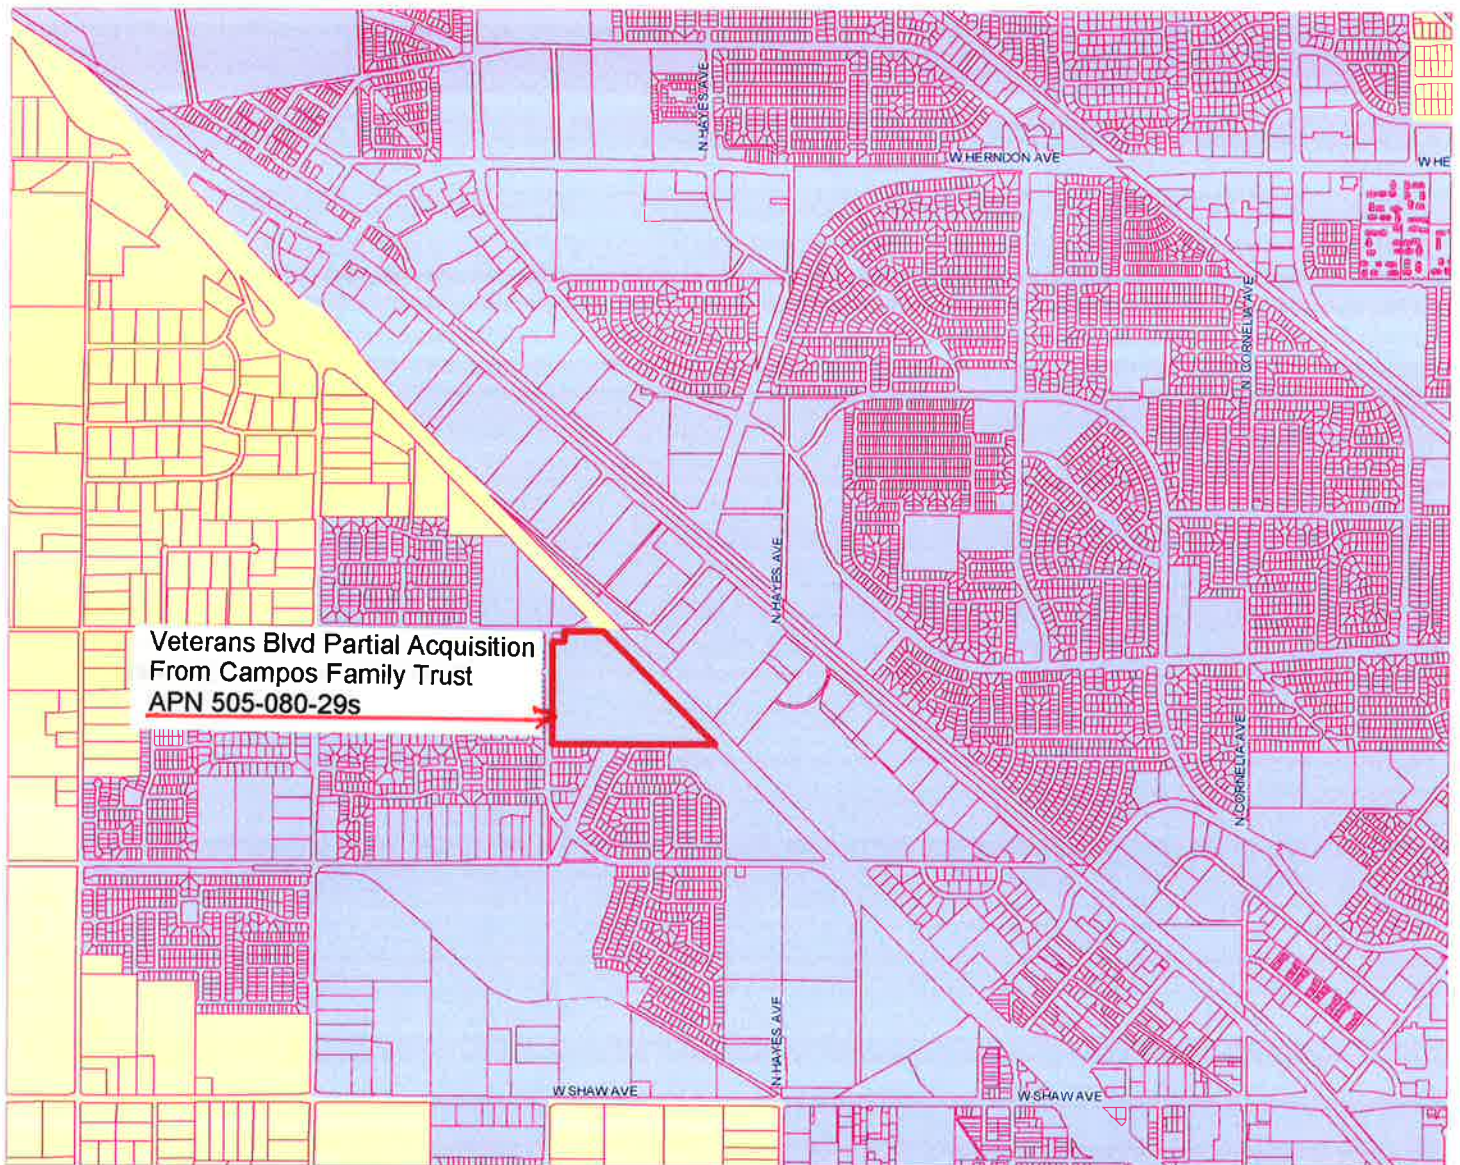 N HAYES AVE
W HERNDON AVE
W HE
N CORNELIA AVE
N HAYES AVE
Veterans Blvd Partial Acquisition
From Campos Family Trust
APN 505-080-29s
N CORNELIA AVE
N HAYES AVE
W SHAW AVE
W SHAW AVE